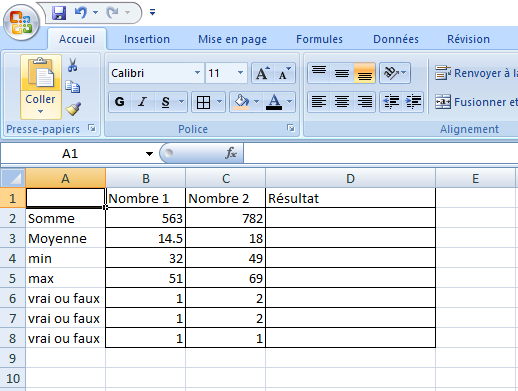 Accueil Insertion Mise en page Formules Données Révision
Coller
Calibri 11 A A Renvoyer à la
G I S A Fusionner et
Presse-papiers Police Alignement
A1 fx
A B C D E
1 Nombre 1 Nombre 2 Résultat
2 Somme 563 782
3 Moyenne 14.5 18
4 min 32 49
5 max 51 69
6 vrai ou faux 1 2
7 vrai ou faux 1 2
8 vrai ou faux 1 1
9
10